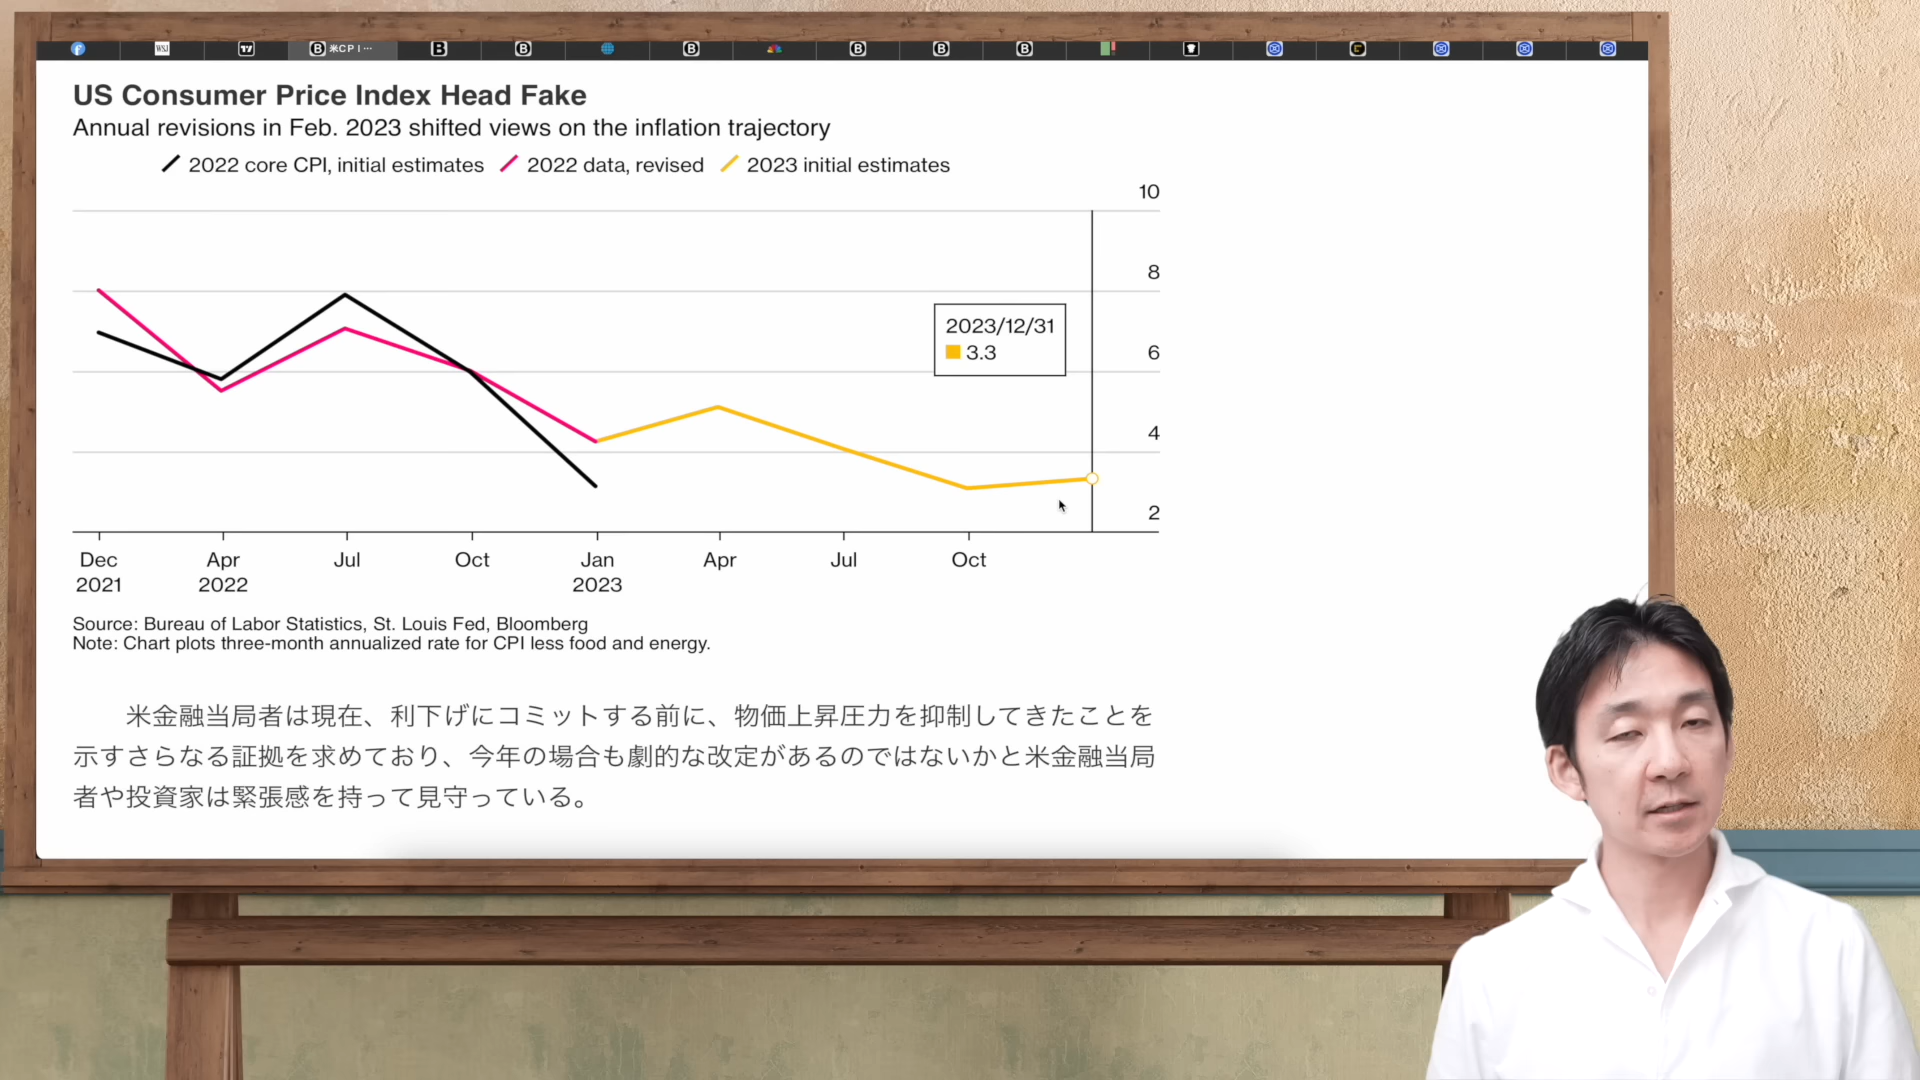 WSJ
米CPI…
US Consumer Price Index Head Fake
Annual revisions in Feb. 2023 shifted views on the inflation trajectory
2022 core CPI, initial estimates 2022 data, revised 2023 initial estimates
10
8
2023/12/31
3.3
6
4
2
Dec Apr Jul Oct Jan Apr Jul Oct
2021 2022 2023
Source: Bureau of Labor Statistics, St. Louis Fed, Bloomberg
Note: Chart plots three-month annualized rate for CPI less food and energy.
米金融当局者は現在、利下げにコミットする前に、物価上昇圧力を抑制してきたことを
示すさらなる証拠を求めており、今年の場合も劇的な改定があるのではないかと米金融当局
者や投資家は緊張感を持って見守っている。